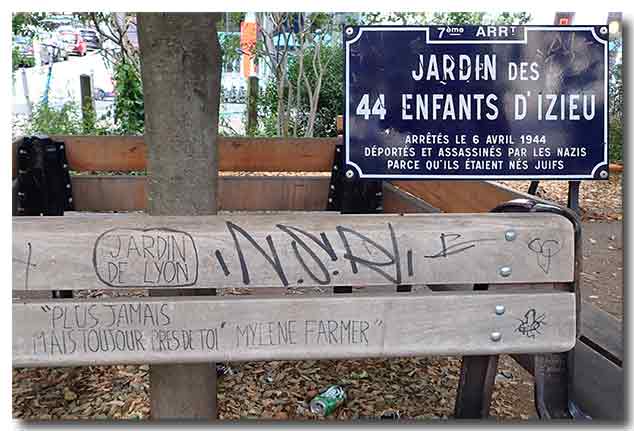 7ème ARRT
JARDIN DES
44 ENFANTS D'IZIEU
ARRÊTÉS LE 6 AVRIL 1944
DÉPORTÉS ET ASSASSINÉS PAR LES NAZIS
PARCE QU'ILS ÉTAIENT NÉS JUIFS
JARDIN
DE LYON
"PLUS JAMAIS
MAIS TOUJOUR PRES DE TOI" MYLENE FARMER"